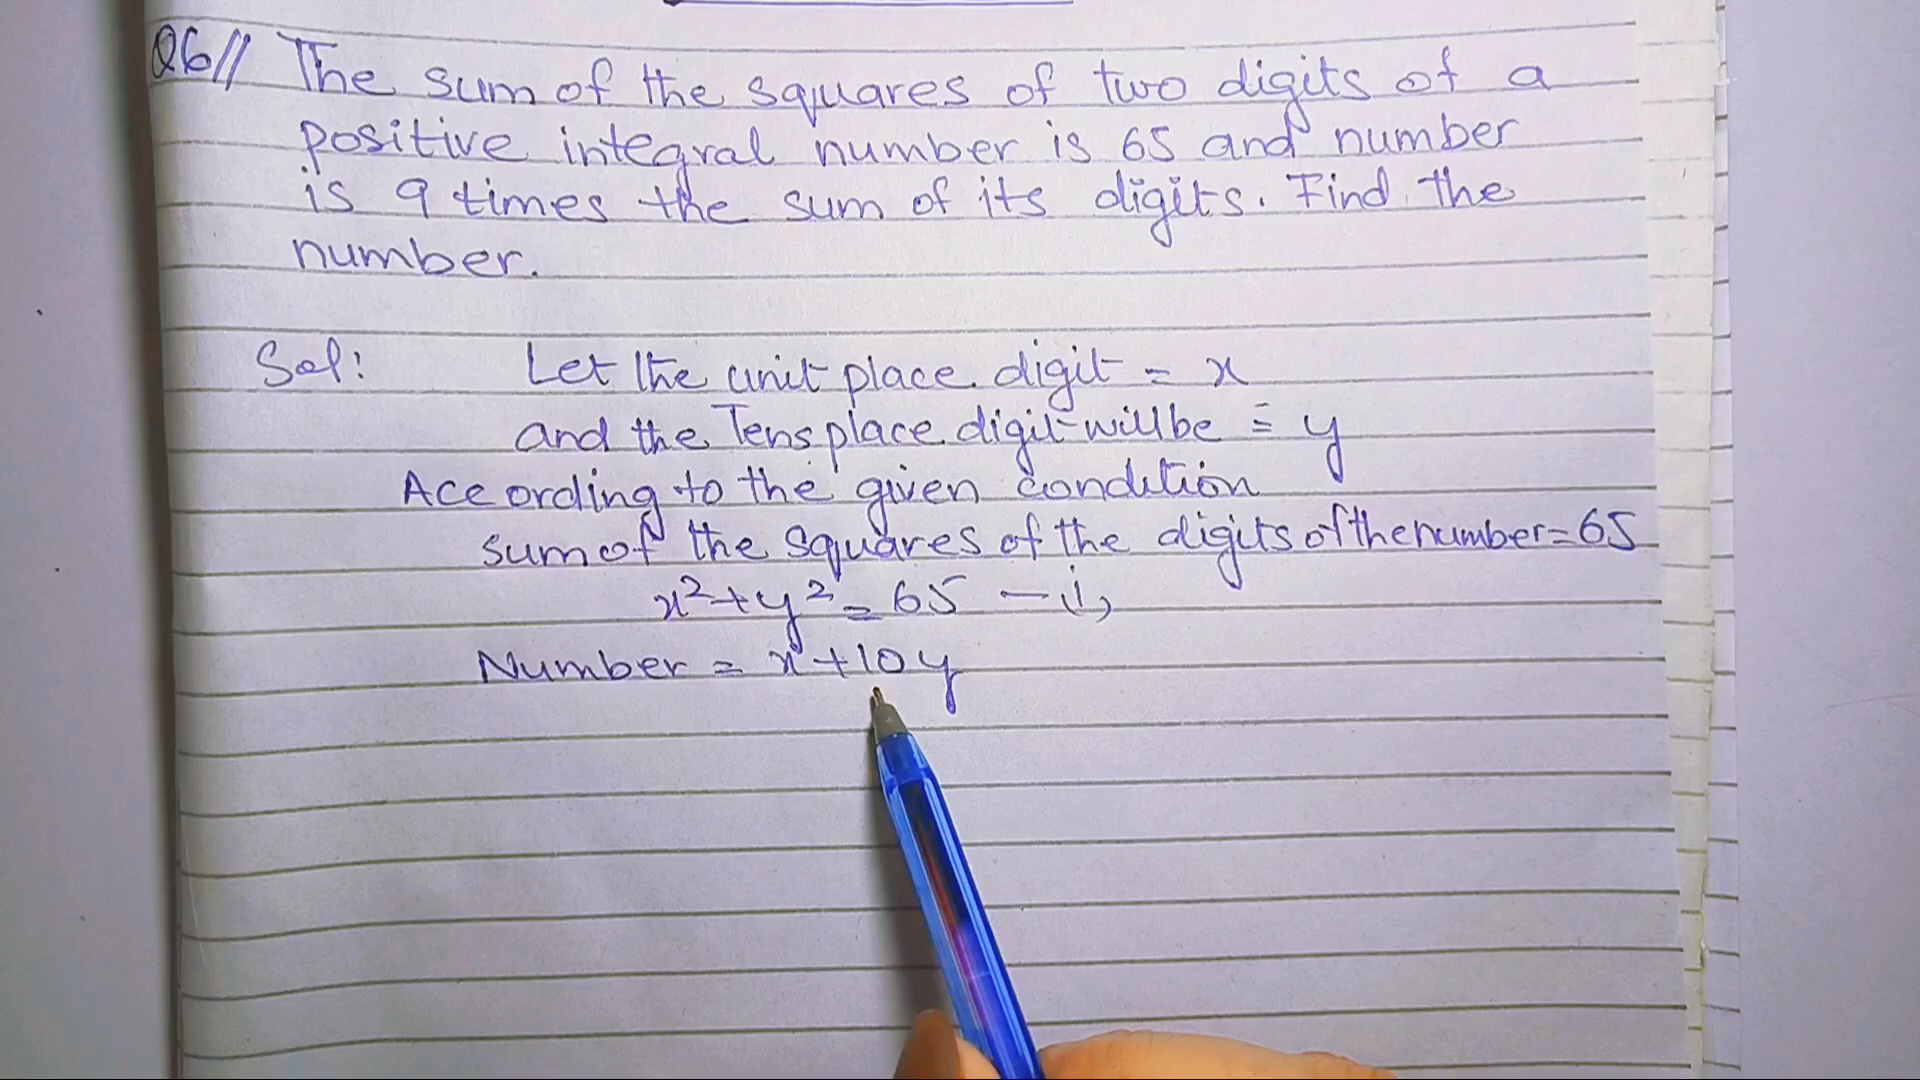 Q6// The sum of the squares of two digits of a
positive integral number is 65 and number
is 9 times the sum of its digits. Find the
number.
Sol: Let the unit place digit = x
and the Tens place digit will be = y
Aceording to the given condition
sum of the squares of the digits of the number = 65
x² + y² = 65 — i,
Number = x + 10y